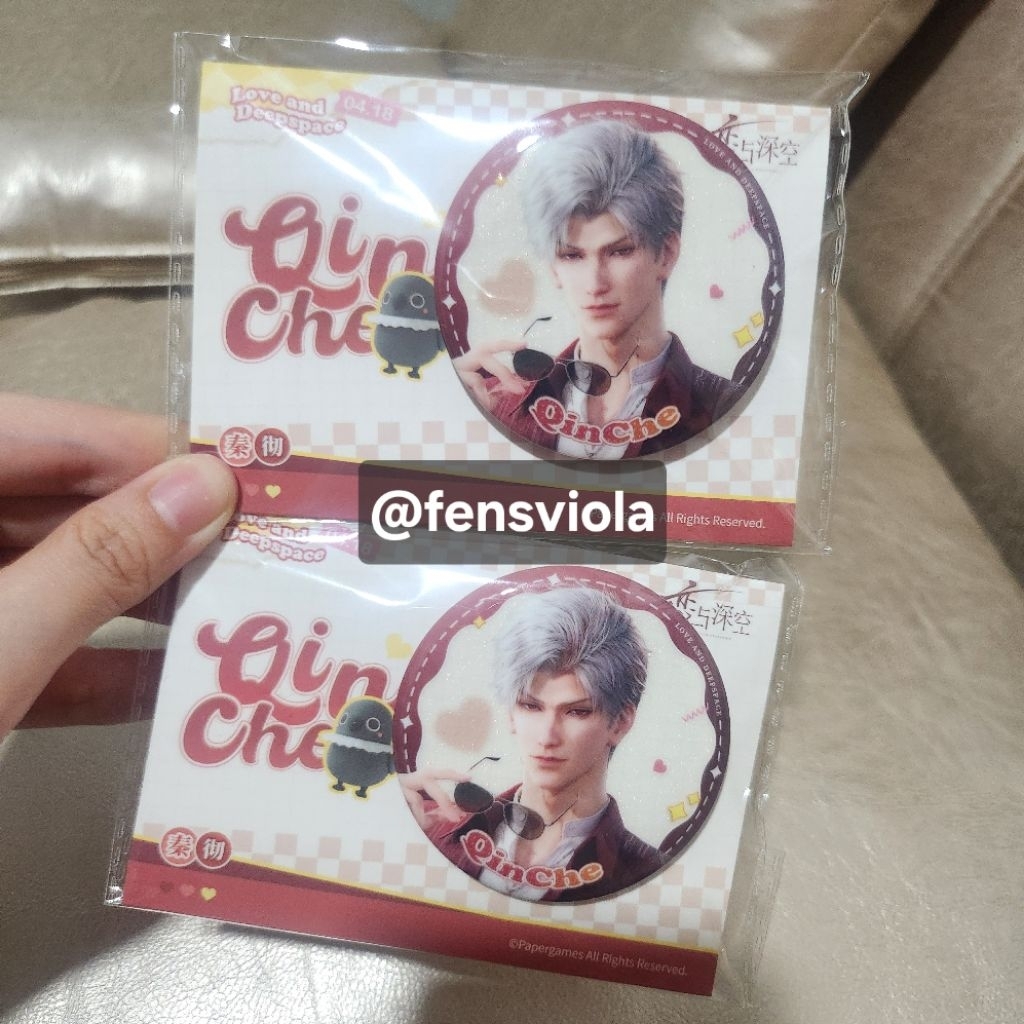 Love and
Deepspace
04.18
恋与深空
LOVE AND DEEPSPACE
Qin
Che
QinChe
秦彻
All Rights Reserved.
@fensviola
Love and
Deepspace
恋与深空
LOVE AND DEEPSPACE
Qin
Che
QinChe
秦彻
©Papergames All Rights Reserved.